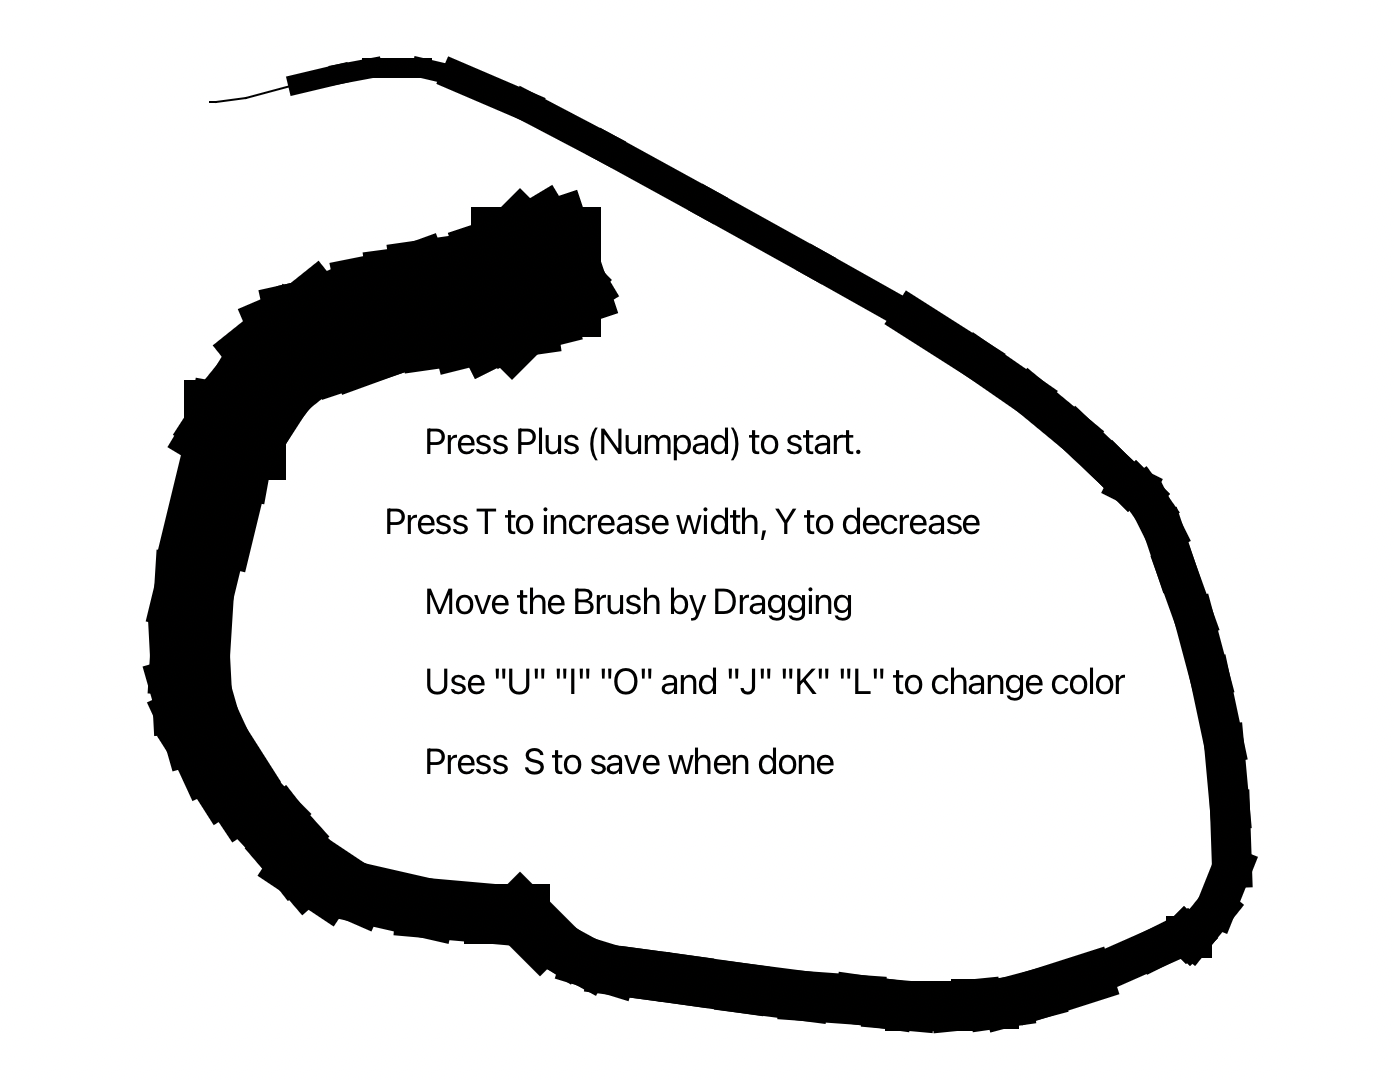 Press Plus (Numpad) to start.
Press T to increase width, Y to decrease
Move the Brush by Dragging
Use "U" "I" "O" and "J" "K" "L" to change color
Press  S to save when done